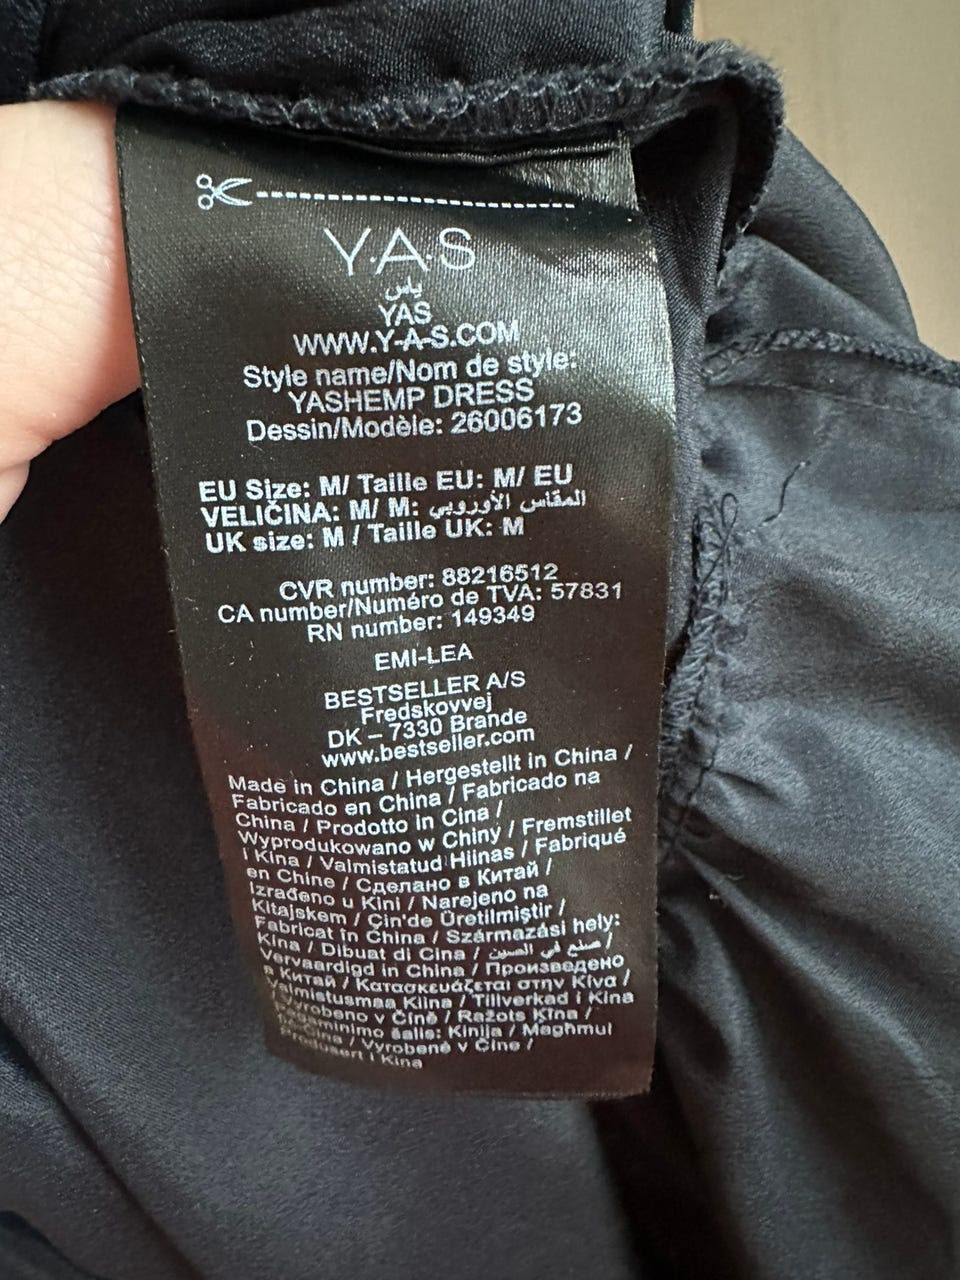 Y.A.S
ياس
YAS
WWW.Y-A-S.COM
Style name/Nom de style:
YASHEMP DRESS
Dessin/Modèle: 26006173
EU Size: M/ Taille EU: M/ EU
VELIČINA: M/ M: المقاس الأوروبي
UK size: M / Taille UK: M
CVR number: 88216512
CA number/Numéro de TVA: 57831
RN number: 149349
EMI-LEA
BESTSELLER A/S
Fredskovvej
DK – 7330 Brande
www.bestseller.com
Made in China / Hergestellt in China /
Fabricado en China / Fabricado na
China / Prodotto in Cina /
Wyprodukowano w Chiny / Fremstillet
i Kina / Valmistatud Hiinas / Fabriqué
en Chine / Сделано в Китай /
Izrađeno u Kini / Narejeno na
Kitajskem / Çin'de Üretilmiştir /
Fabricat în China / Származási hely:
Kína / Dibuat di Cina / صنع في الصين /
Vervaardigd in China / Произведено
в Китай / Κατασκευάζεται στην Κίνα /
Valmistusmaa Kiina / Tillverkad i Kina
/ Vyrobeno v Číně / Ražots Ķīna /
šalis: Kinija / Magħmul
/ Vyrobené v Číne /
i Kina